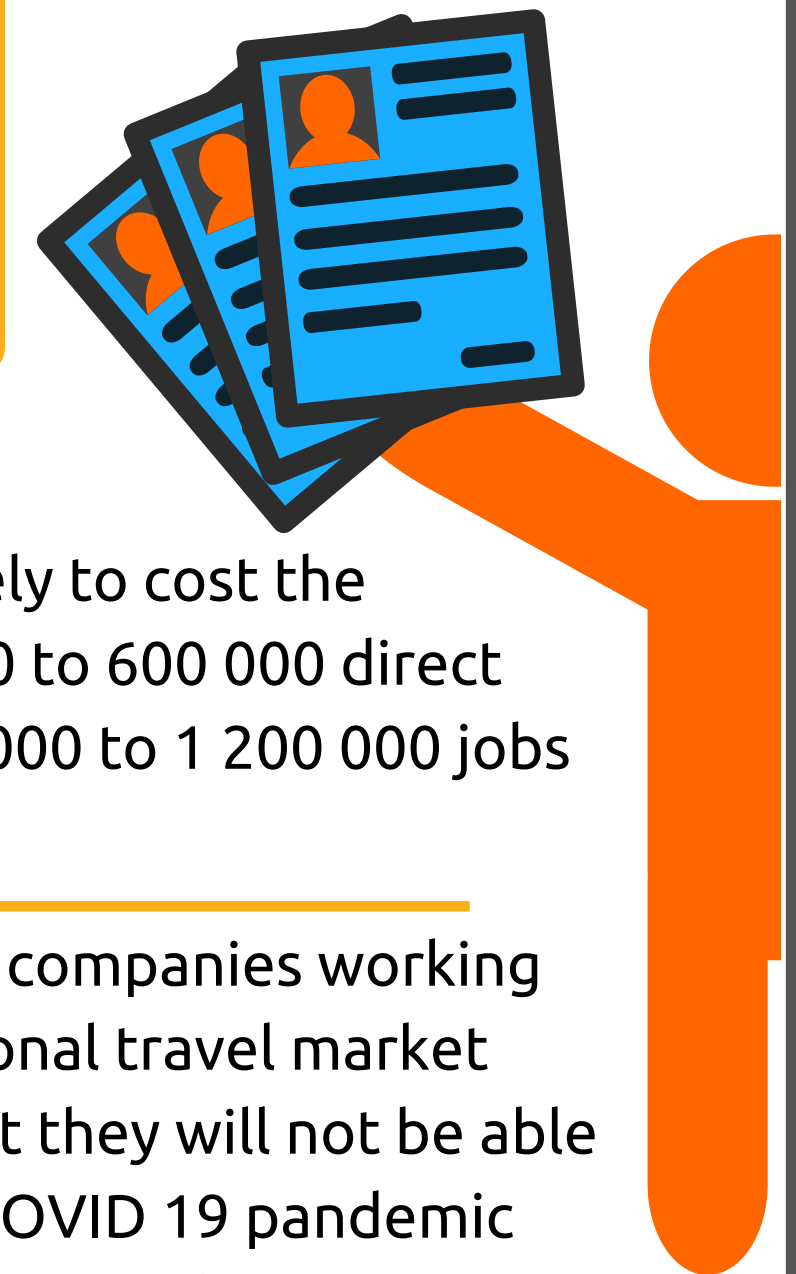 ely to cost the
0 to 600 000 direct
000 to 1 200 000 jobs
companies working
onal travel market
t they will not be able
OVID 19 pandemic